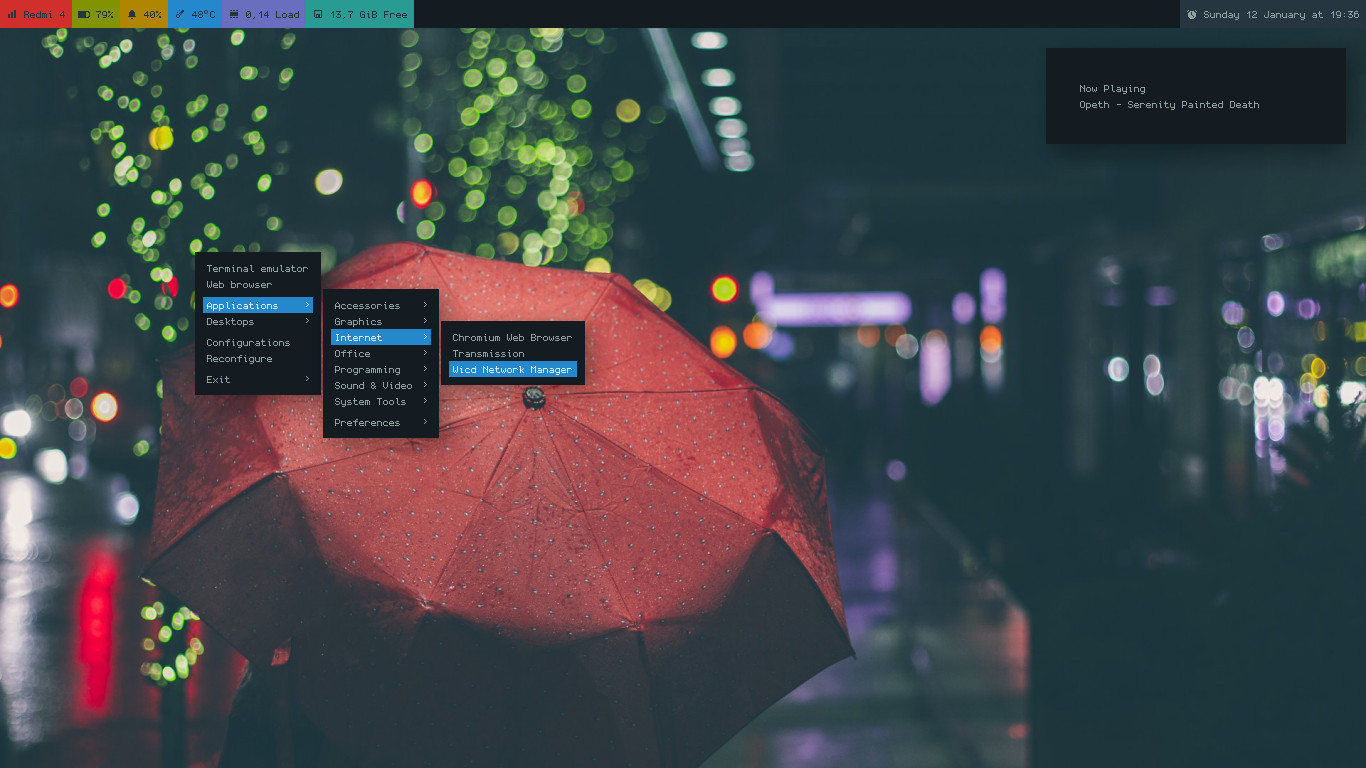 Redmi 4 79% 40% 48°C 0,14 Load 13,7 GiB Free Sunday 12 January at 19:36
Now Playing
Opeth - Serenity Painted Death
Terminal emulator
Web browser
Applications
Desktops
Configurations
Reconfigure
Exit
Accessories
Graphics
Internet
Office
Programming
Sound & Video
System Tools
Preferences
Chromium Web Browser
Transmission
Wicd Network Manager